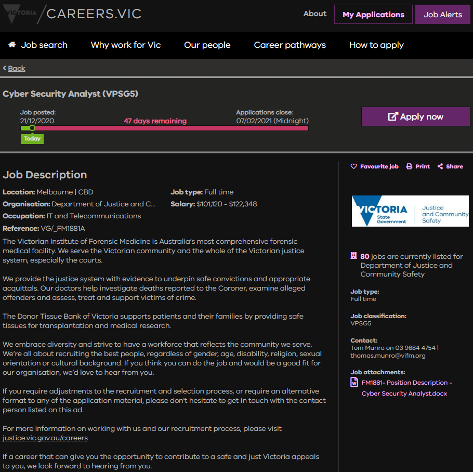 VICTORIA
CAREERS.VIC
About
My Applications
Job Alerts
Job search
Why work for Vic
Our people
Career pathways
How to apply
< Back
Cyber Security Analyst (VPSG5)
Job posted:
21/12/2020
47 days remaining
Applications close:
07/02/2021 (Midnight)
Today
Apply now
Job Description
Location: Melbourne | CBD
Job type: Full time
Organisation: Department of Justice and C...
Salary: $101,120 - $122,348
Occupation: IT and Telecommunications
Reference: VG/_FM1881A
The Victorian Institute of Forensic Medicine is Australia's most comprehensive forensic
medical facility. We serve the Victorian community and the whole of the Victorian justice
system, especially the courts.
We provide the justice system with evidence to underpin safe convictions and appropriate
acquittals. Our doctors help investigate deaths reported to the Coroner, examine alleged
offenders and assess, treat and support victims of crime.
The Donor Tissue Bank of Victoria supports patients and their families by providing safe
tissues for transplantation and medical research.
We embrace diversity and strive to have a workforce that reflects the community we serve.
We're all about recruiting the best people, regardless of gender, age, disability, religion, sexual
orientation or cultural background. If you think you can do the job and would be a good fit for
our organisation, we'd love to hear from you.
If you require adjustments to the recruitment and selection process, or require an alternative
format to any of the application material, please don't hesitate to get in touch with the contact
person listed on this ad.
For more information on working with us and our recruitment process, please visit
justice.vic.gov.au/careers
If a career that can give you the opportunity to contribute to a safe and just Victoria appeals
to you, we look forward to hearing from you.
Favourite job
Print
Share
VICTORIA
State
Government
Justice
and Community
Safety
80 jobs are currently listed for
Department of Justice and
Community Safety
Job type:
Full time
Job classification:
VPSG5
Contact:
Tom Munro on 03 9684 4754 |
thomas.munro@vifm.org
Job attachments:
FM1881- Position Description -
Cyber Security Analyst.docx